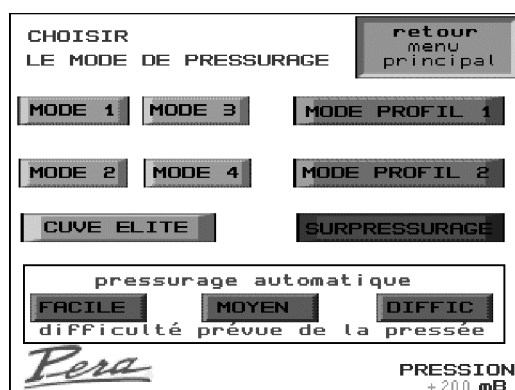 CHOISIR
LE MODE DE PRESSURAGE
retour
menu
principal
MODE 1 MODE 3 MODE PROFIL 1
MODE 2 MODE 4 MODE PROFIL 2
CUVE ELITE SURPRESSURAGE
pressurage automatique
FACILE MOYEN DIFFIC
difficulté prévue de la pressée
Pera
PRESSION
+200 mB